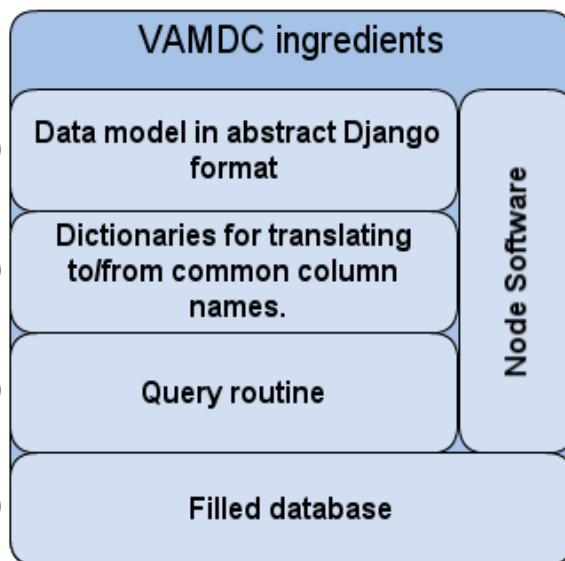 VAMDC ingredients
Data model in abstract Django
format
Dictionaries for translating
to/from common column
names.
Query routine
Node Software
Filled database